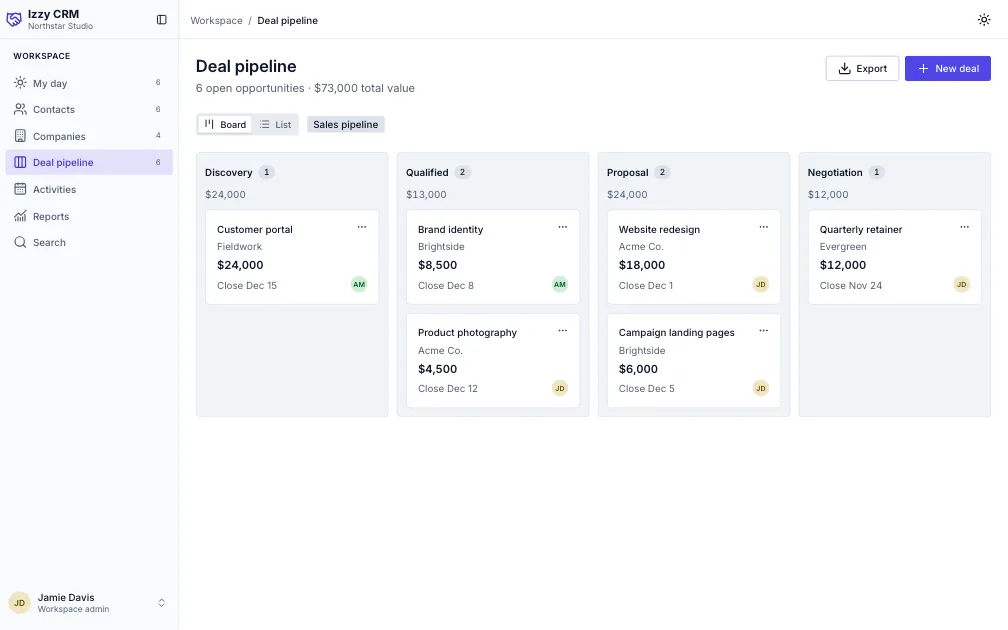 Izzy CRM
Northstar Studio
Workspace / Deal pipeline
WORKSPACE
My day 6
Contacts 6
Companies 4
Deal pipeline 6
Activities
Reports
Search
Jamie Davis
Workspace admin
JD
Deal pipeline
6 open opportunities · $73,000 total value
Export
New deal
Board
List
Sales pipeline
Discovery 1
$24,000
Customer portal ...
Fieldwork
$24,000
Close Dec 15 AM
Qualified 2
$13,000
Brand identity ...
Brightside
$8,500
Close Dec 8 AM
Product photography ...
Acme Co.
$4,500
Close Dec 12 JD
Proposal 2
$24,000
Website redesign ...
Acme Co.
$18,000
Close Dec 1 JD
Campaign landing pages ...
Brightside
$6,000
Close Dec 5 JD
Negotiation 1
$12,000
Quarterly retainer ...
Evergreen
$12,000
Close Nov 24 JD